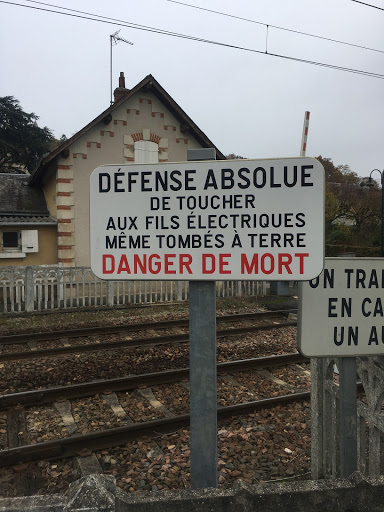 DÉFENSE ABSOLUE
DE TOUCHER
AUX FILS ÉLECTRIQUES
MÊME TOMBÉS À TERRE
DANGER DE MORT
UN TRA
EN CA
UN AU